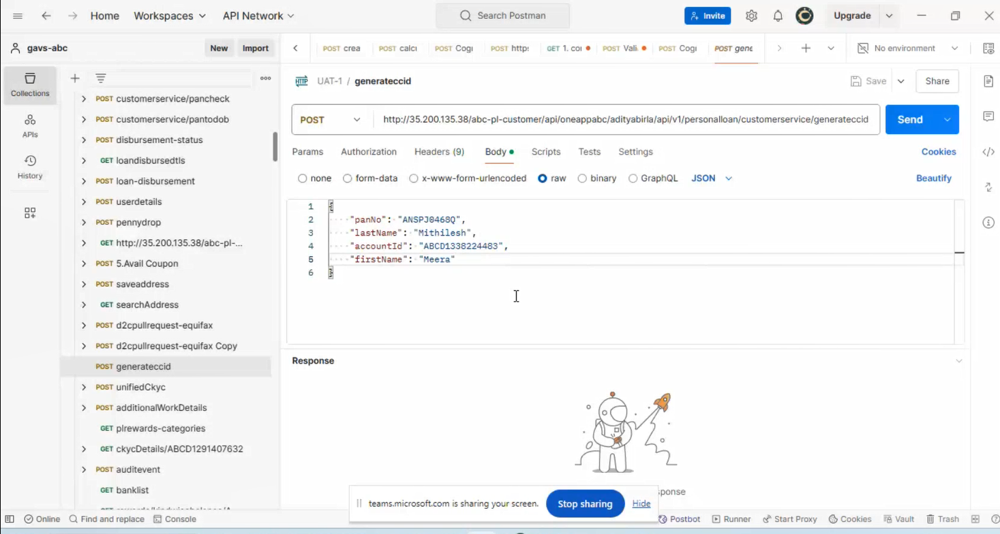 Home
Workspaces
API Network
Search Postman
Invite
Upgrade
gavs-abc
New
Import
POST crea
POST calci
POST Cogi
POST https
GET 1. coi
POST Vali
POST Cogi
POST gene
No environment
Collections
APIs
History
POST customerservice/pancheck
POST customerservice/pantodob
POST disbursement-status
GET loandisbursedtls
POST loan-disbursement
POST userdetails
POST pennydrop
GET http://35.200.135.38/abc-pl-...
POST 5.Avail Coupon
POST saveaddress
GET searchAddress
POST d2cpullrequest-equifax
POST d2cpullrequest-equifax Copy
POST generateccid
POST unifiedCkyc
POST additionalWorkDetails
GET plrewards-categories
GET ckycDetails/ABCD1291407632
POST auditevent
GET banklist
HTTP UAT-1 / generateccid
Save
Share
POST
http://35.200.135.38/abc-pl-customer/api/oneappabc/adityabirla/api/v1/personalloan/customerservice/generateccid
Send
Params
Authorization
Headers (9)
Body
Scripts
Tests
Settings
Cookies
none
form-data
x-www-form-urlencoded
raw
binary
GraphQL
JSON
Beautify
1 {
2 "panNo": "ANSPJ0468Q",
3 "lastName": "Mithilesh",
4 "accountId": "ABCD1338224483",
5 "firstName": "Meera"
6 }
Response
sponse
teams.microsoft.com is sharing your screen.
Stop sharing
Hide
Online
Find and replace
Console
Postbot
Runner
Start Proxy
Cookies
Vault
Trash